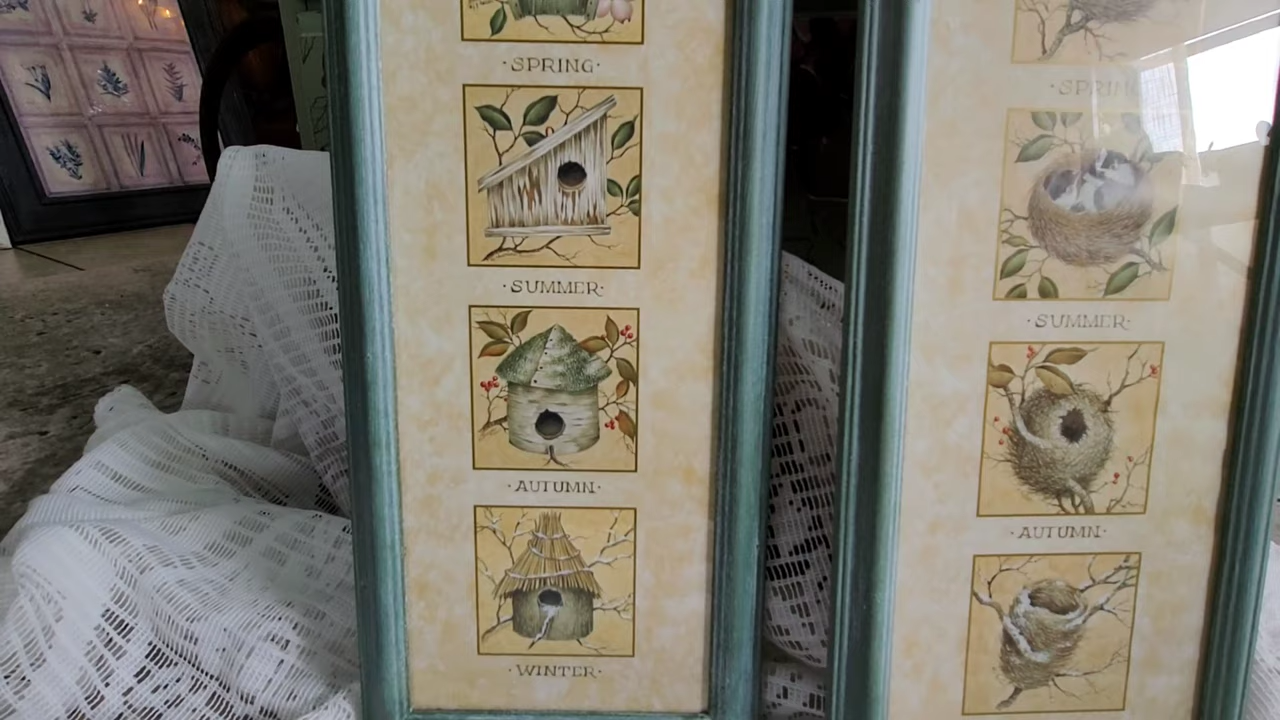 ·SPRING·
·SUMMER·
·AUTUMN·
·WINTER·
·SPRING
·SUMMER·
·AUTUMN·